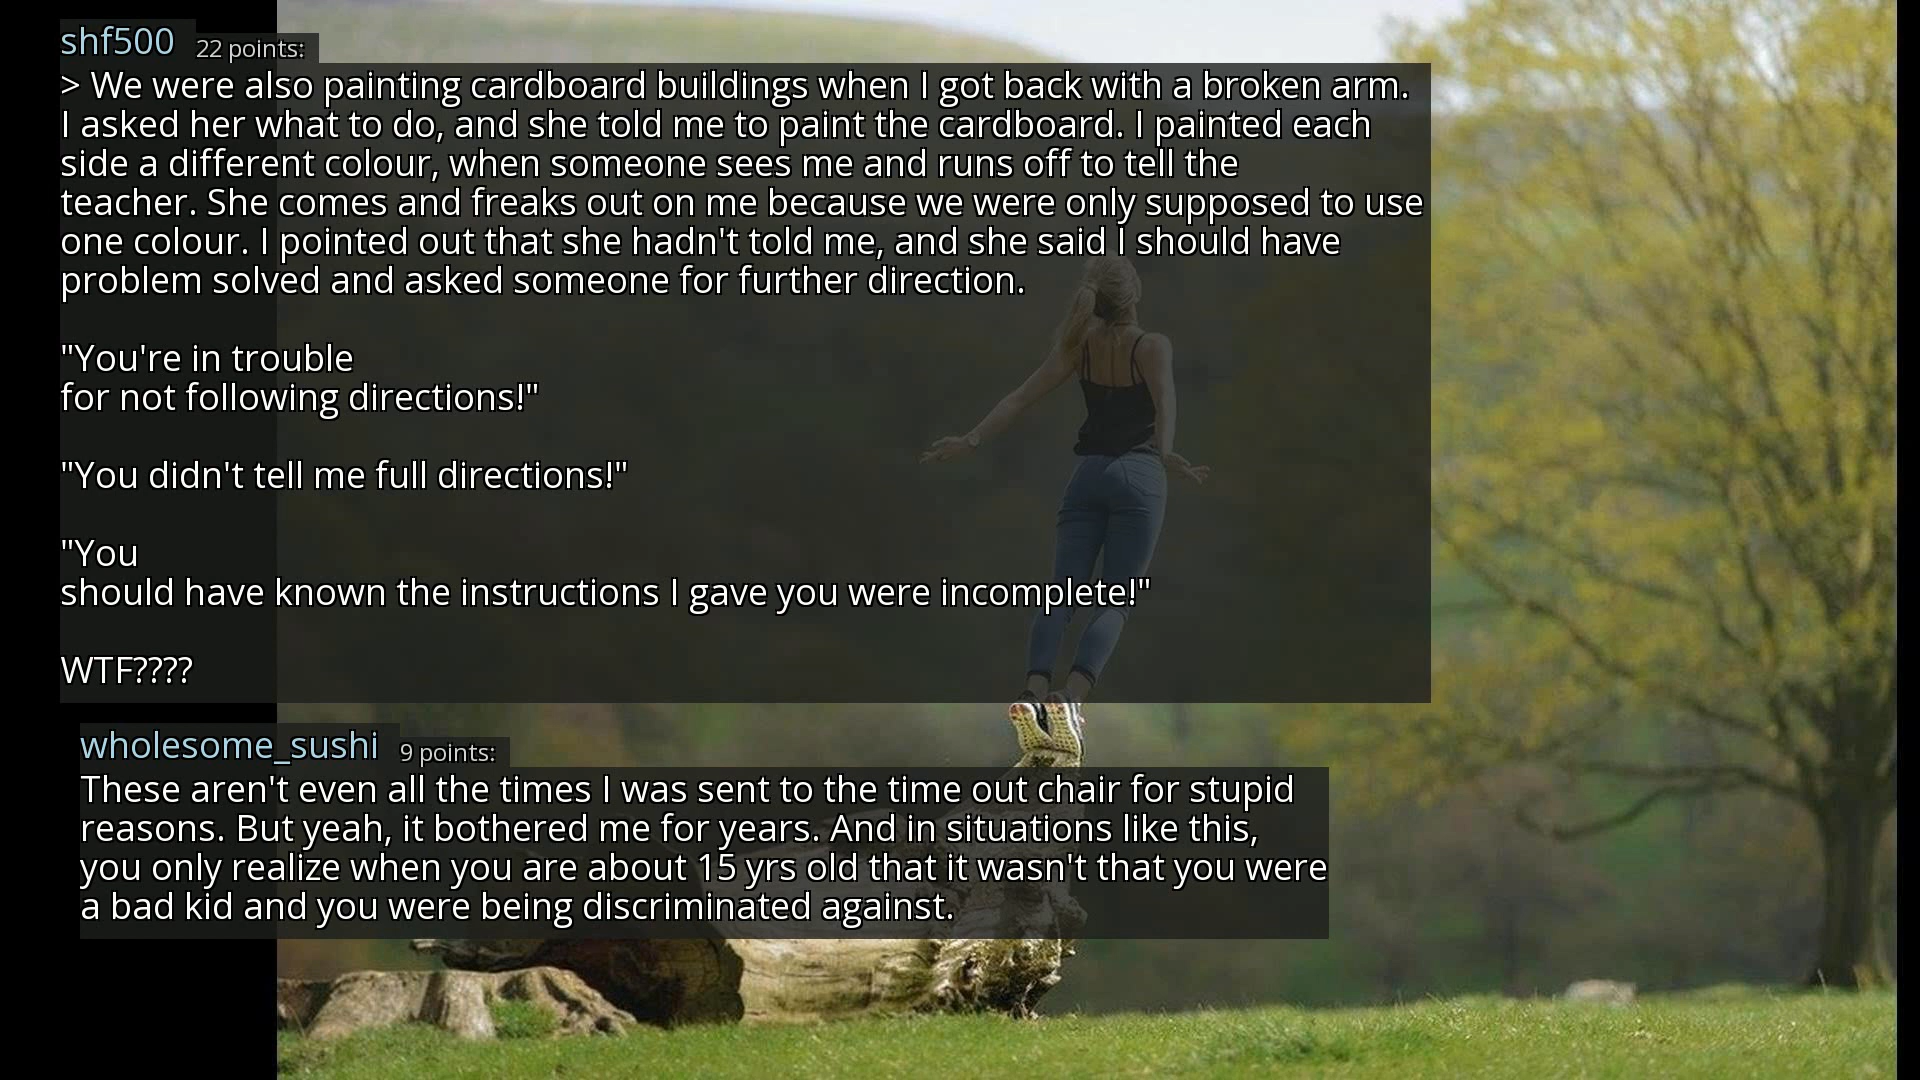 shf500 22 points:
> We were also painting cardboard buildings when I got back with a broken arm.
I asked her what to do, and she told me to paint the cardboard. I painted each
side a different colour, when someone sees me and runs off to tell the
teacher. She comes and freaks out on me because we were only supposed to use
one colour. I pointed out that she hadn't told me, and she said I should have
problem solved and asked someone for further direction.
"You're in trouble
for not following directions!"
"You didn't tell me full directions!"
"You
should have known the instructions I gave you were incomplete!"
WTF????
wholesome_sushi 9 points:
These aren't even all the times I was sent to the time out chair for stupid
reasons. But yeah, it bothered me for years. And in situations like this,
you only realize when you are about 15 yrs old that it wasn't that you were
a bad kid and you were being discriminated against.